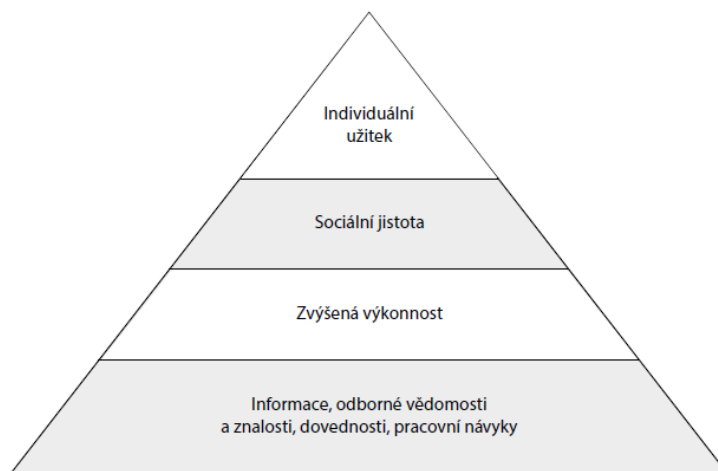 Individuální
užitek
Sociální jistota
Zvýšená výkonnost
Informace, odborné vědomosti
a znalosti, dovednosti, pracovní návyky